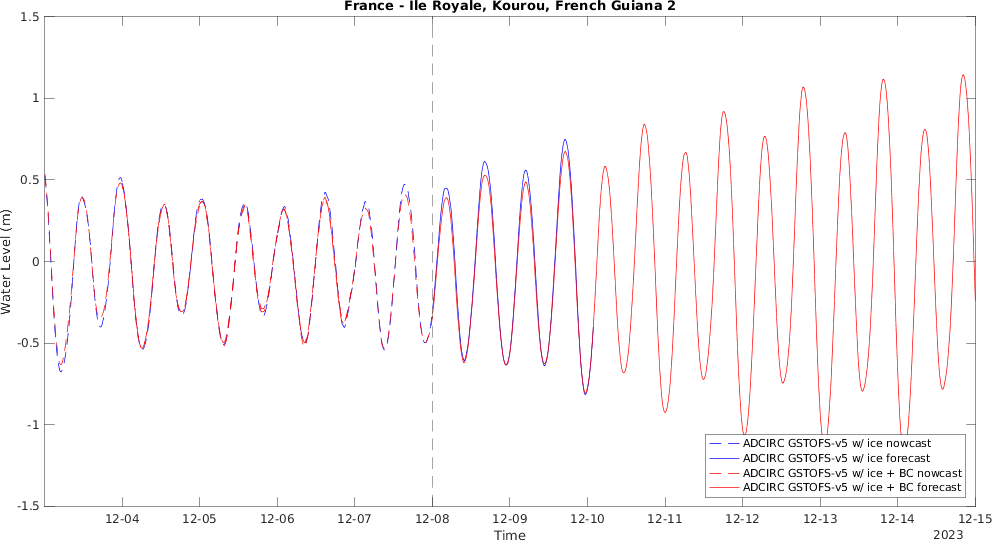 France - Ile Royale, Kourou, French Guiana 2
1.5
1
0.5
0
-0.5
-1
-1.5
Water Level (m)
ADCIRC GSTOFS-v5 w/ ice nowcast
ADCIRC GSTOFS-v5 w/ ice forecast
ADCIRC GSTOFS-v5 w/ ice + BC nowcast
ADCIRC GSTOFS-v5 w/ ice + BC forecast
12-04 12-05 12-06 12-07 12-08 12-09 12-10 12-11 12-12 12-13 12-14 12-15
Time
2023